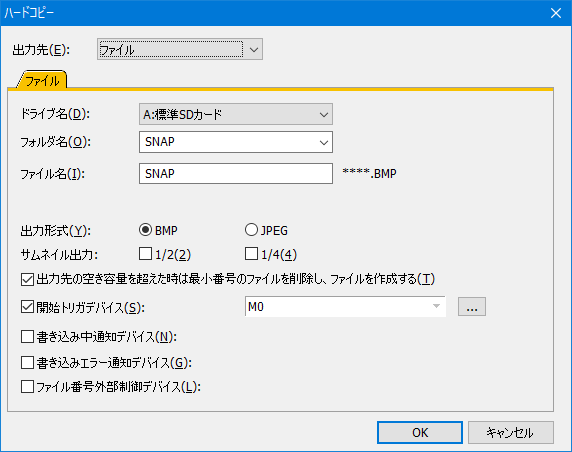 ハードコピー
出力先(E): ファイル
ファイル
ドライブ名(D): A:標準SDカード
フォルダ名(O): SNAP
ファイル名(I): SNAP ****.BMP
出力形式(Y): BMP JPEG
サムネイル出力: 1/2(2) 1/4(4)
出力先の空き容量を超えた時は最小番号のファイルを削除し、ファイルを作成する(T)
開始トリガデバイス(S): M0 ...
書き込み中通知デバイス(N):
書き込みエラー通知デバイス(G):
ファイル番号外部制御デバイス(L):
OK キャンセル